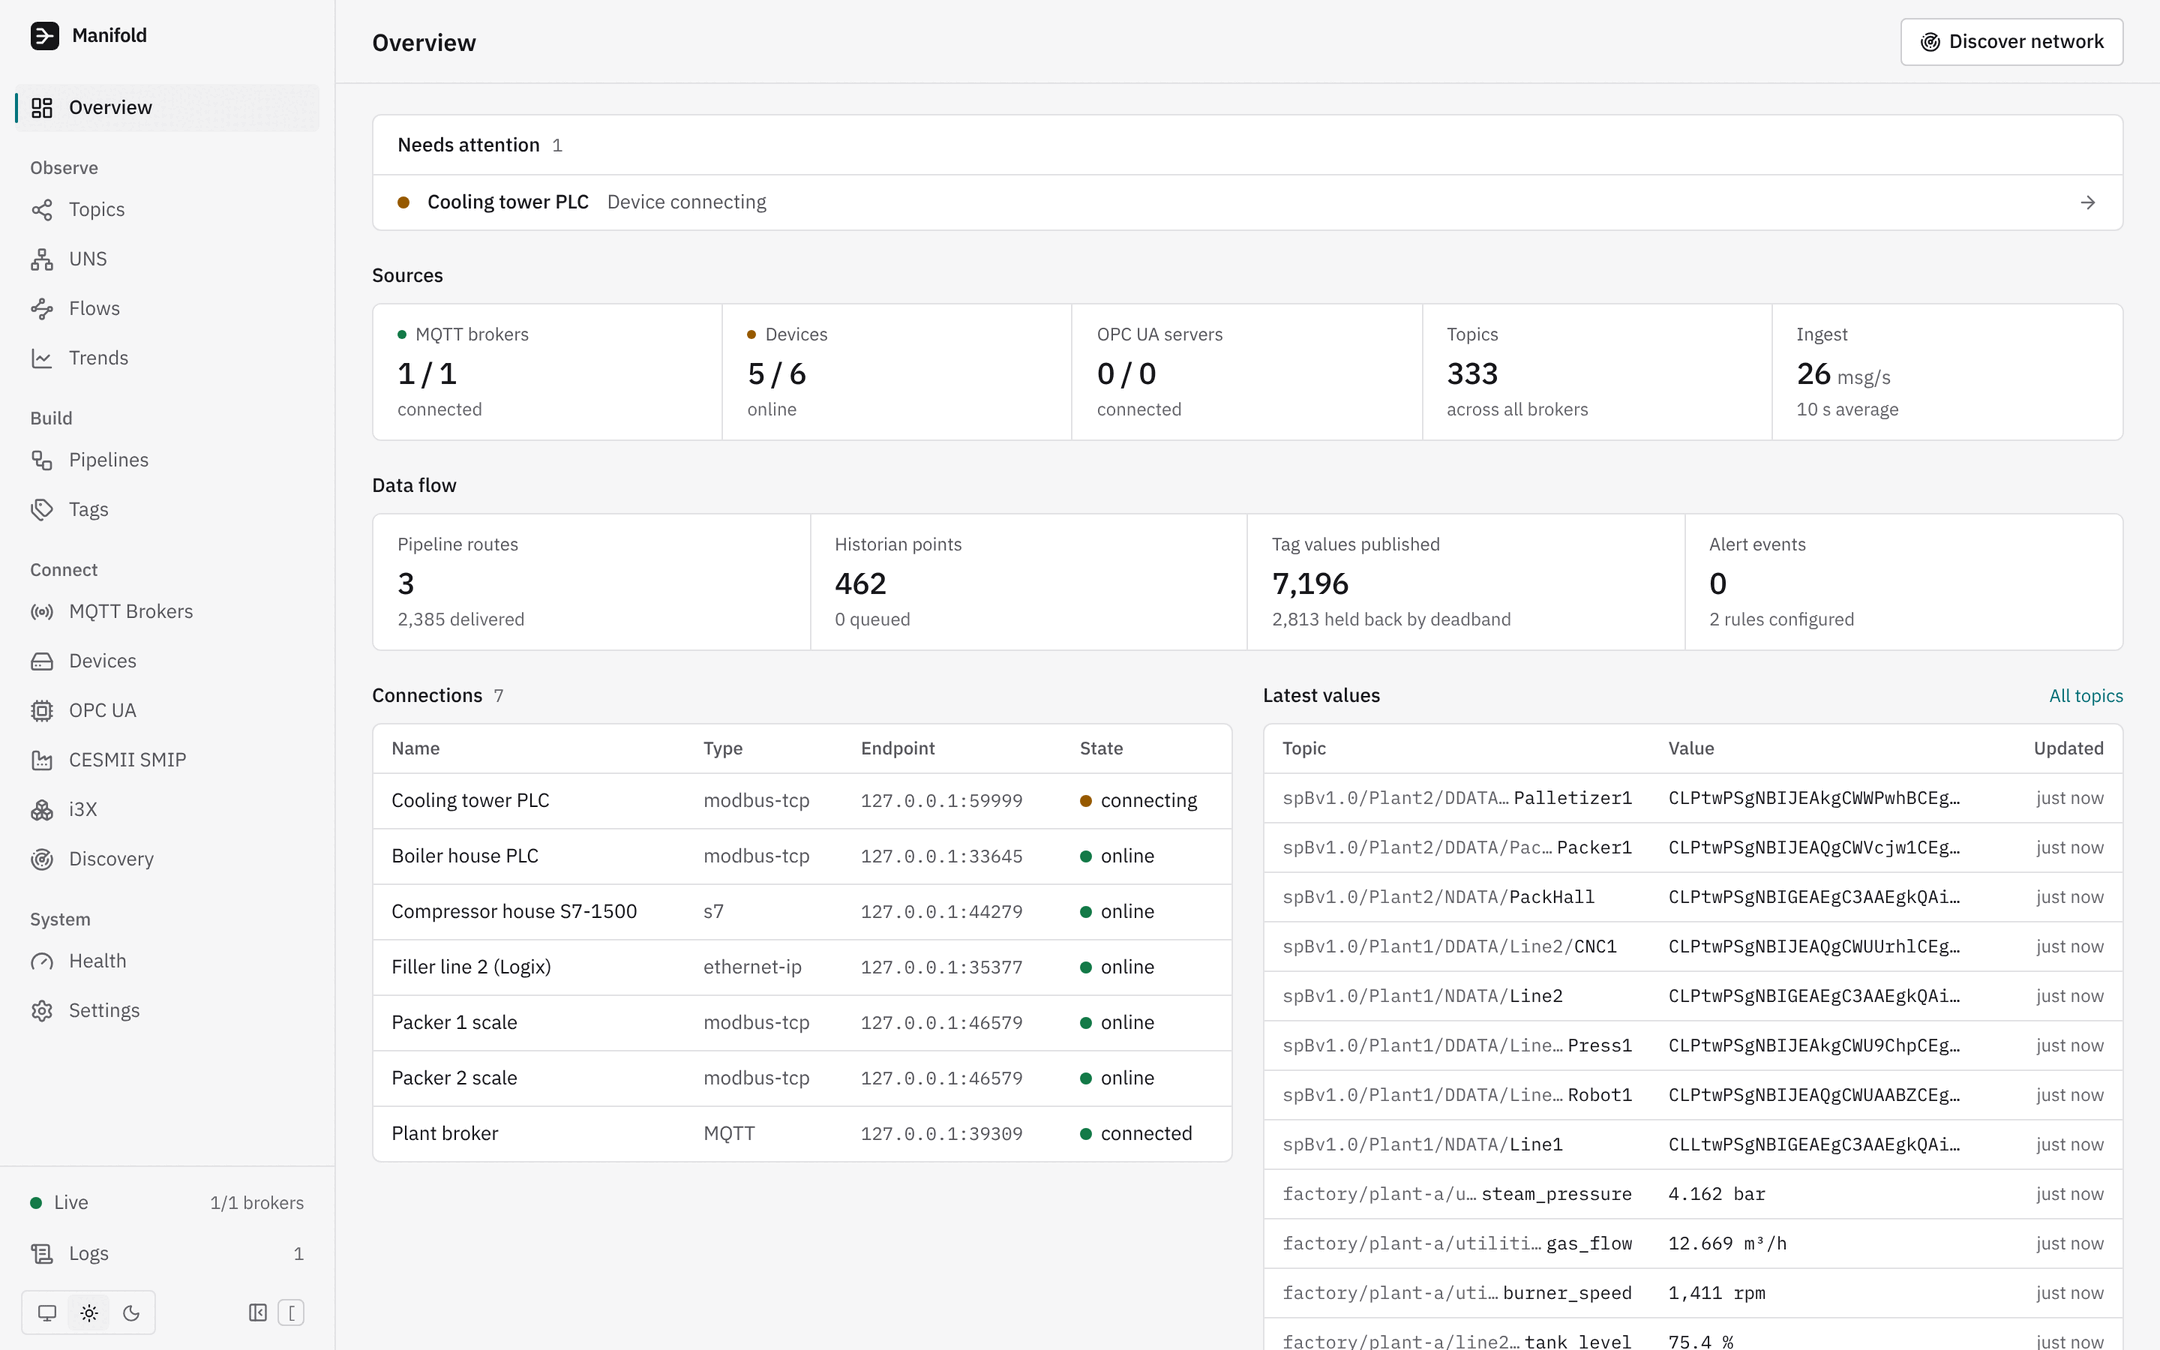 Manifold
Overview
Observe
Topics
UNS
Flows
Trends
Build
Pipelines
Tags
Connect
MQTT Brokers
Devices
OPC UA
CESMII SMIP
i3X
Discovery
System
Health
Settings
Live 1/1 brokers
Logs 1
[
Overview
Discover network
Needs attention 1
Cooling tower PLC Device connecting
Sources
MQTT brokers
1 / 1
connected
Devices
5 / 6
online
OPC UA servers
0 / 0
connected
Topics
333
across all brokers
Ingest
26 msg/s
10 s average
Data flow
Pipeline routes
3
2,385 delivered
Historian points
462
0 queued
Tag values published
7,196
2,813 held back by deadband
Alert events
0
2 rules configured
Connections 7
Name Type Endpoint State
Cooling tower PLC modbus-tcp 127.0.0.1:59999 connecting
Boiler house PLC modbus-tcp 127.0.0.1:33645 online
Compressor house S7-1500 s7 127.0.0.1:44279 online
Filler line 2 (Logix) ethernet-ip 127.0.0.1:35377 online
Packer 1 scale modbus-tcp 127.0.0.1:46579 online
Packer 2 scale modbus-tcp 127.0.0.1:46579 online
Plant broker MQTT 127.0.0.1:39309 connected
Latest values All topics
Topic Value Updated
spBv1.0/Plant2/DDATA… Palletizer1 CLPtwPSgNBIJEAkgCWWPwhBCEg… just now
spBv1.0/Plant2/DDATA/Pac… Packer1 CLPtwPSgNBIJEAQgCWVcjw1CEg… just now
spBv1.0/Plant2/NDATA/PackHall CLPtwPSgNBIGEAEgC3AAEgkQAi… just now
spBv1.0/Plant1/DDATA/Line2/CNC1 CLPtwPSgNBIJEAQgCWUUrhlCEg… just now
spBv1.0/Plant1/NDATA/Line2 CLPtwPSgNBIGEAEgC3AAEgkQAi… just now
spBv1.0/Plant1/DDATA/Line… Press1 CLPtwPSgNBIJEAkgCWU9ChpCEg… just now
spBv1.0/Plant1/DDATA/Line… Robot1 CLPtwPSgNBIJEAQgCWUAABZCEg… just now
spBv1.0/Plant1/NDATA/Line1 CLLtwPSgNBIGEAEgC3AAEgkQAi… just now
factory/plant-a/u… steam_pressure 4.162 bar just now
factory/plant-a/utiliti… gas_flow 12.669 m³/h just now
factory/plant-a/uti… burner_speed 1,411 rpm just now
factory/plant-a/line2… tank_level 75.4 % just now